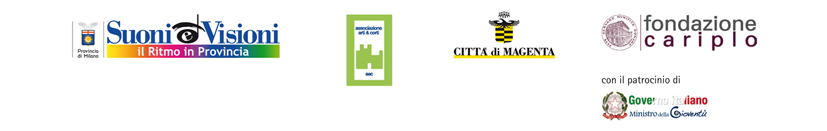 Provincia
di Milano
Suoni e Visioni
il Ritmo in Provincia
associazione
arti & corti
aac
CITTÀ di MAGENTA
fondazione
cariplo
con il patrocinio di
Governo Italiano
Ministro della Gioventù